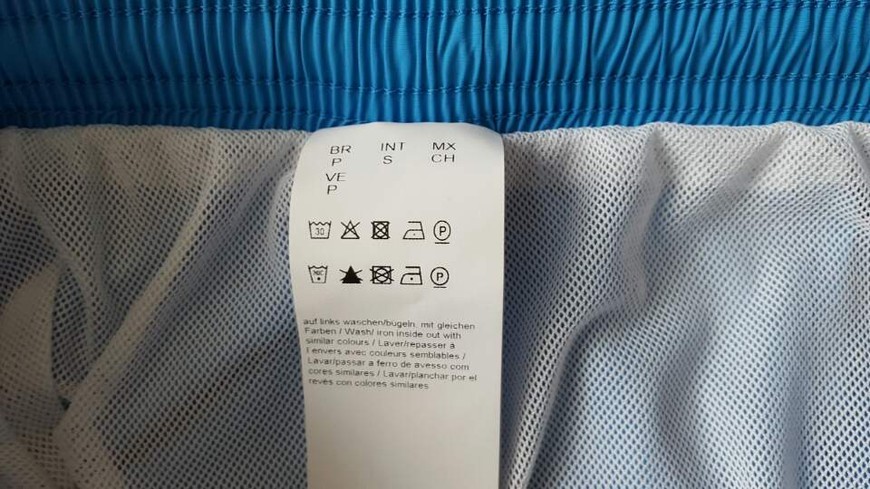 BR INT MX
P S CH
VE
P
30 P
30°C P
auf links waschen/bügeln, mit gleichen
Farben / Wash/ iron inside out with
similar colours / Laver/repasser à
l envers avec couleurs semblables /
Lavar/passar a ferro de avesso com
cores similares / Lavar/planchar por el
revés con colores similares